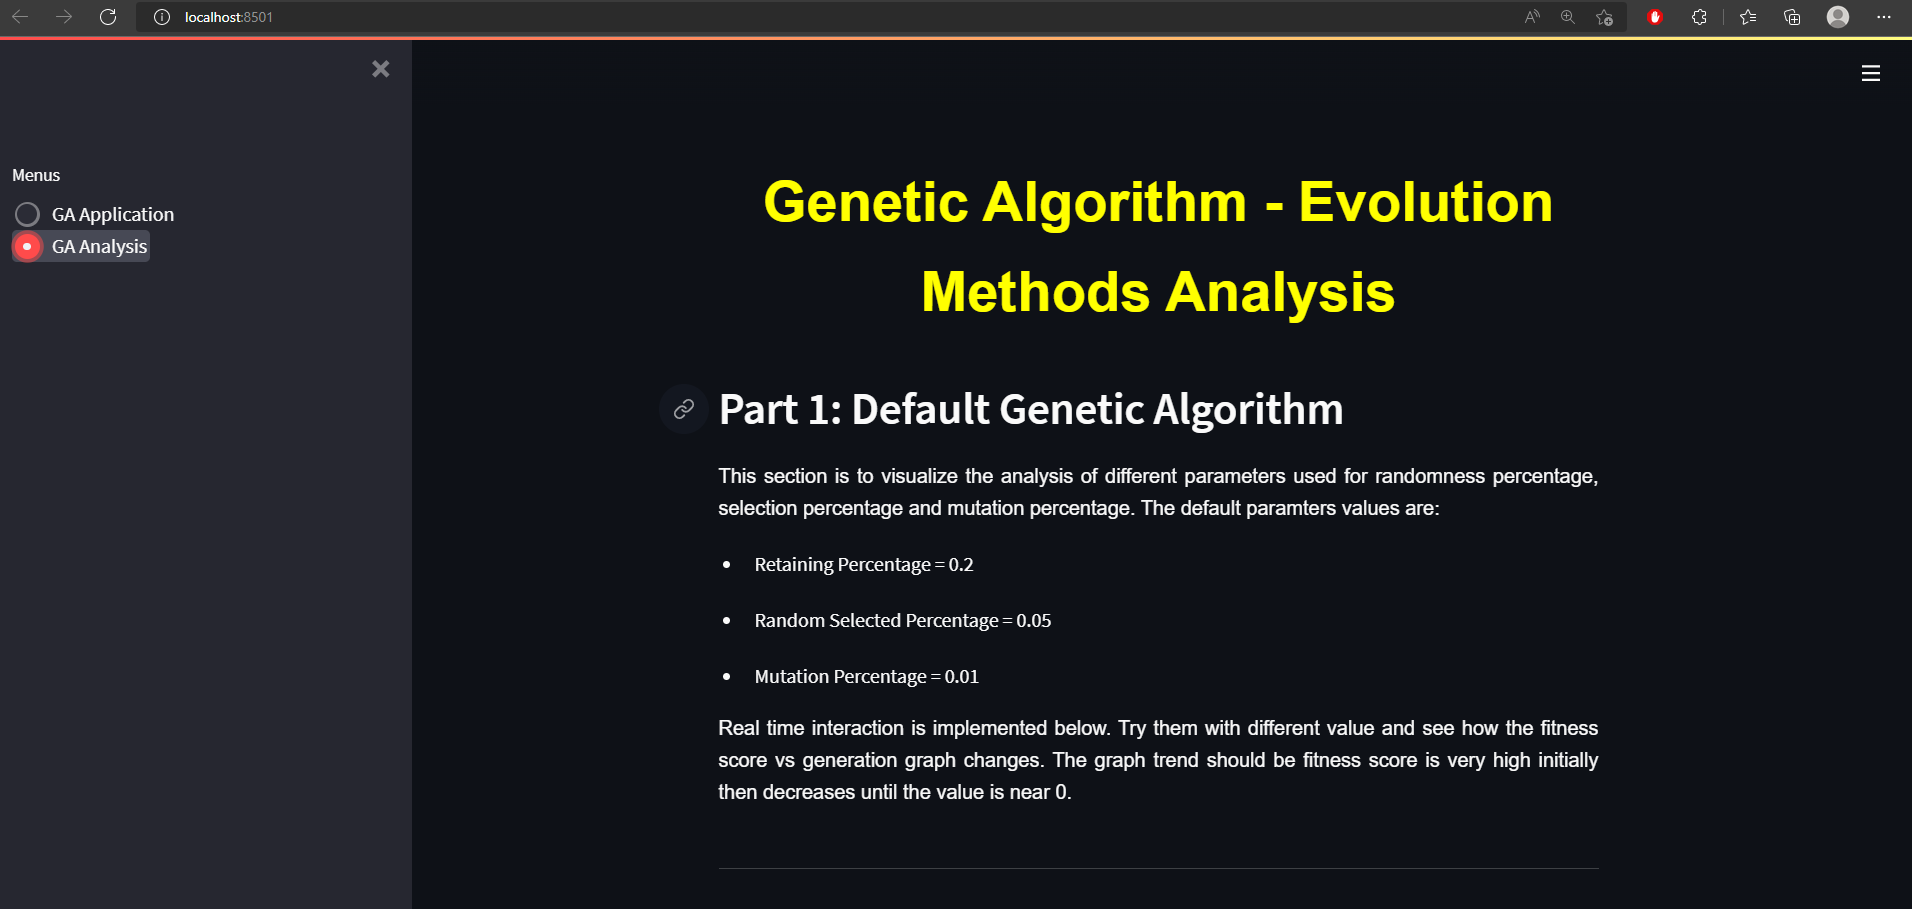 localhost:8501
Menus
GA Application
GA Analysis
Genetic Algorithm - Evolution
Methods Analysis
Part 1: Default Genetic Algorithm
This section is to visualize the analysis of different parameters used for randomness percentage,
selection percentage and mutation percentage. The default paramters values are:
• Retaining Percentage = 0.2
• Random Selected Percentage = 0.05
• Mutation Percentage = 0.01
Real time interaction is implemented below. Try them with different value and see how the fitness
score vs generation graph changes. The graph trend should be fitness score is very high initially
then decreases until the value is near 0.